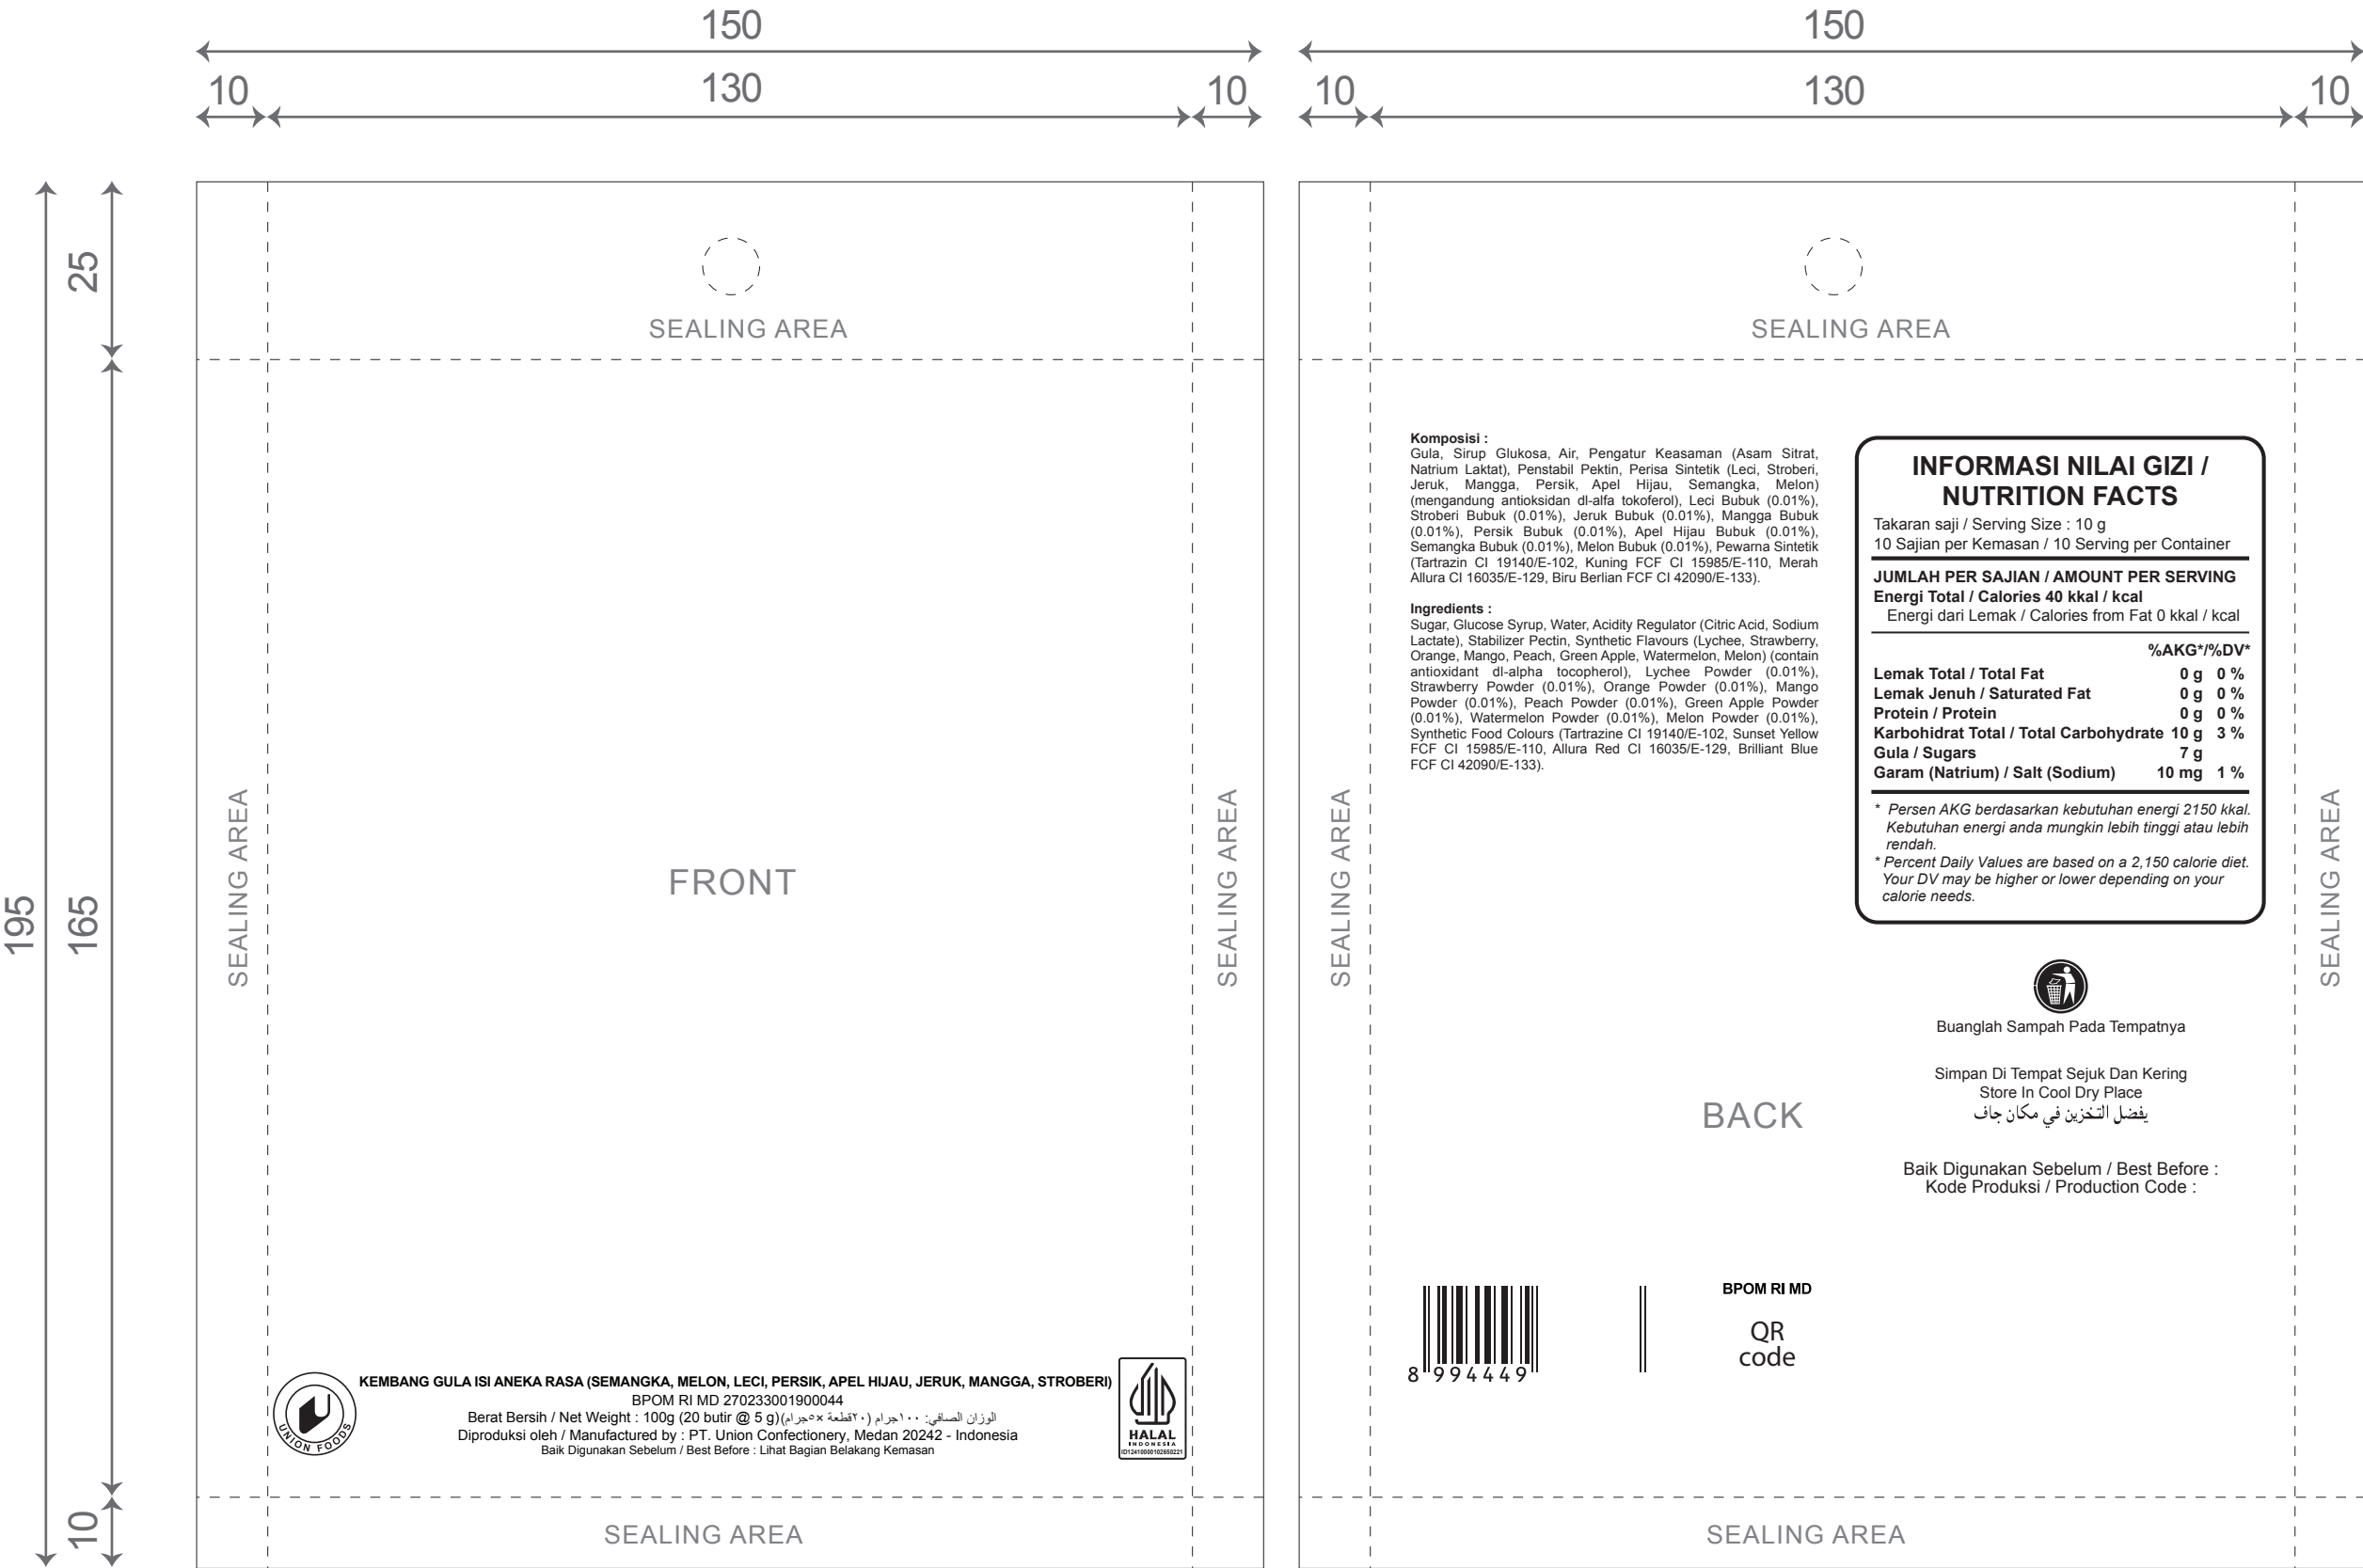 150
150
10
130
10
10
130
10
195
25
165
10
SEALING AREA
SEALING AREA
FRONT
SEALING AREA
UNION FOODS
KEMBANG GULA ISI ANEKA RASA (SEMANGKA, MELON, LECI, PERSIK, APEL HIJAU, JERUK, MANGGA, STROBERI)
BPOM RI MD 270233001900044
Berat Bersih / Net Weight : 100g (20 butir @ 5 g) الوزان الصافي: ١٠٠جرام (٢٠قطعة ×٥جرام)
Diproduksi oleh / Manufactured by : PT. Union Confectionery, Medan 20242 - Indonesia
Baik Digunakan Sebelum / Best Before : Lihat Bagian Belakang Kemasan
HALAL
INDONESIA
ID12410000102650221
SEALING AREA
SEALING AREA
SEALING AREA
Komposisi :
Gula, Sirup Glukosa, Air, Pengatur Keasaman (Asam Sitrat,
Natrium Laktat), Penstabil Pektin, Perisa Sintetik (Leci, Stroberi,
Jeruk, Mangga, Persik, Apel Hijau, Semangka, Melon)
(mengandung antioksidan dl-alfa tokoferol), Leci Bubuk (0.01%),
Stroberi Bubuk (0.01%), Jeruk Bubuk (0.01%), Mangga Bubuk
(0.01%), Persik Bubuk (0.01%), Apel Hijau Bubuk (0.01%),
Semangka Bubuk (0.01%), Melon Bubuk (0.01%), Pewarna Sintetik
(Tartrazin CI 19140/E-102, Kuning FCF CI 15985/E-110, Merah
Allura CI 16035/E-129, Biru Berlian FCF CI 42090/E-133).
Ingredients :
Sugar, Glucose Syrup, Water, Acidity Regulator (Citric Acid, Sodium
Lactate), Stabilizer Pectin, Synthetic Flavours (Lychee, Strawberry,
Orange, Mango, Peach, Green Apple, Watermelon, Melon) (contain
antioxidant dl-alpha tocopherol), Lychee Powder (0.01%),
Strawberry Powder (0.01%), Orange Powder (0.01%), Mango
Powder (0.01%), Peach Powder (0.01%), Green Apple Powder
(0.01%), Watermelon Powder (0.01%), Melon Powder (0.01%),
Synthetic Food Colours (Tartrazine CI 19140/E-102, Sunset Yellow
FCF CI 15985/E-110, Allura Red CI 16035/E-129, Brilliant Blue
FCF CI 42090/E-133).
INFORMASI NILAI GIZI /
NUTRITION FACTS
Takaran saji / Serving Size : 10 g
10 Sajian per Kemasan / 10 Serving per Container
JUMLAH PER SAJIAN / AMOUNT PER SERVING
Energi Total / Calories 40 kkal / kcal
Energi dari Lemak / Calories from Fat 0 kkal / kcal
%AKG*/%DV*
Lemak Total / Total Fat 0 g 0 %
Lemak Jenuh / Saturated Fat 0 g 0 %
Protein / Protein 0 g 0 %
Karbohidrat Total / Total Carbohydrate 10 g 3 %
Gula / Sugars 7 g
Garam (Natrium) / Salt (Sodium) 10 mg 1 %
* Persen AKG berdasarkan kebutuhan energi 2150 kkal.
Kebutuhan energi anda mungkin lebih tinggi atau lebih
rendah.
* Percent Daily Values are based on a 2,150 calorie diet.
Your DV may be higher or lower depending on your
calorie needs.
SEALING AREA
SEALING AREA
Buanglah Sampah Pada Tempatnya
Simpan Di Tempat Sejuk Dan Kering
Store In Cool Dry Place
يفضل التخزين في مكان جاف
BACK
Baik Digunakan Sebelum / Best Before :
Kode Produksi / Production Code :
8 994449
BPOM RI MD
QR
code
SEALING AREA